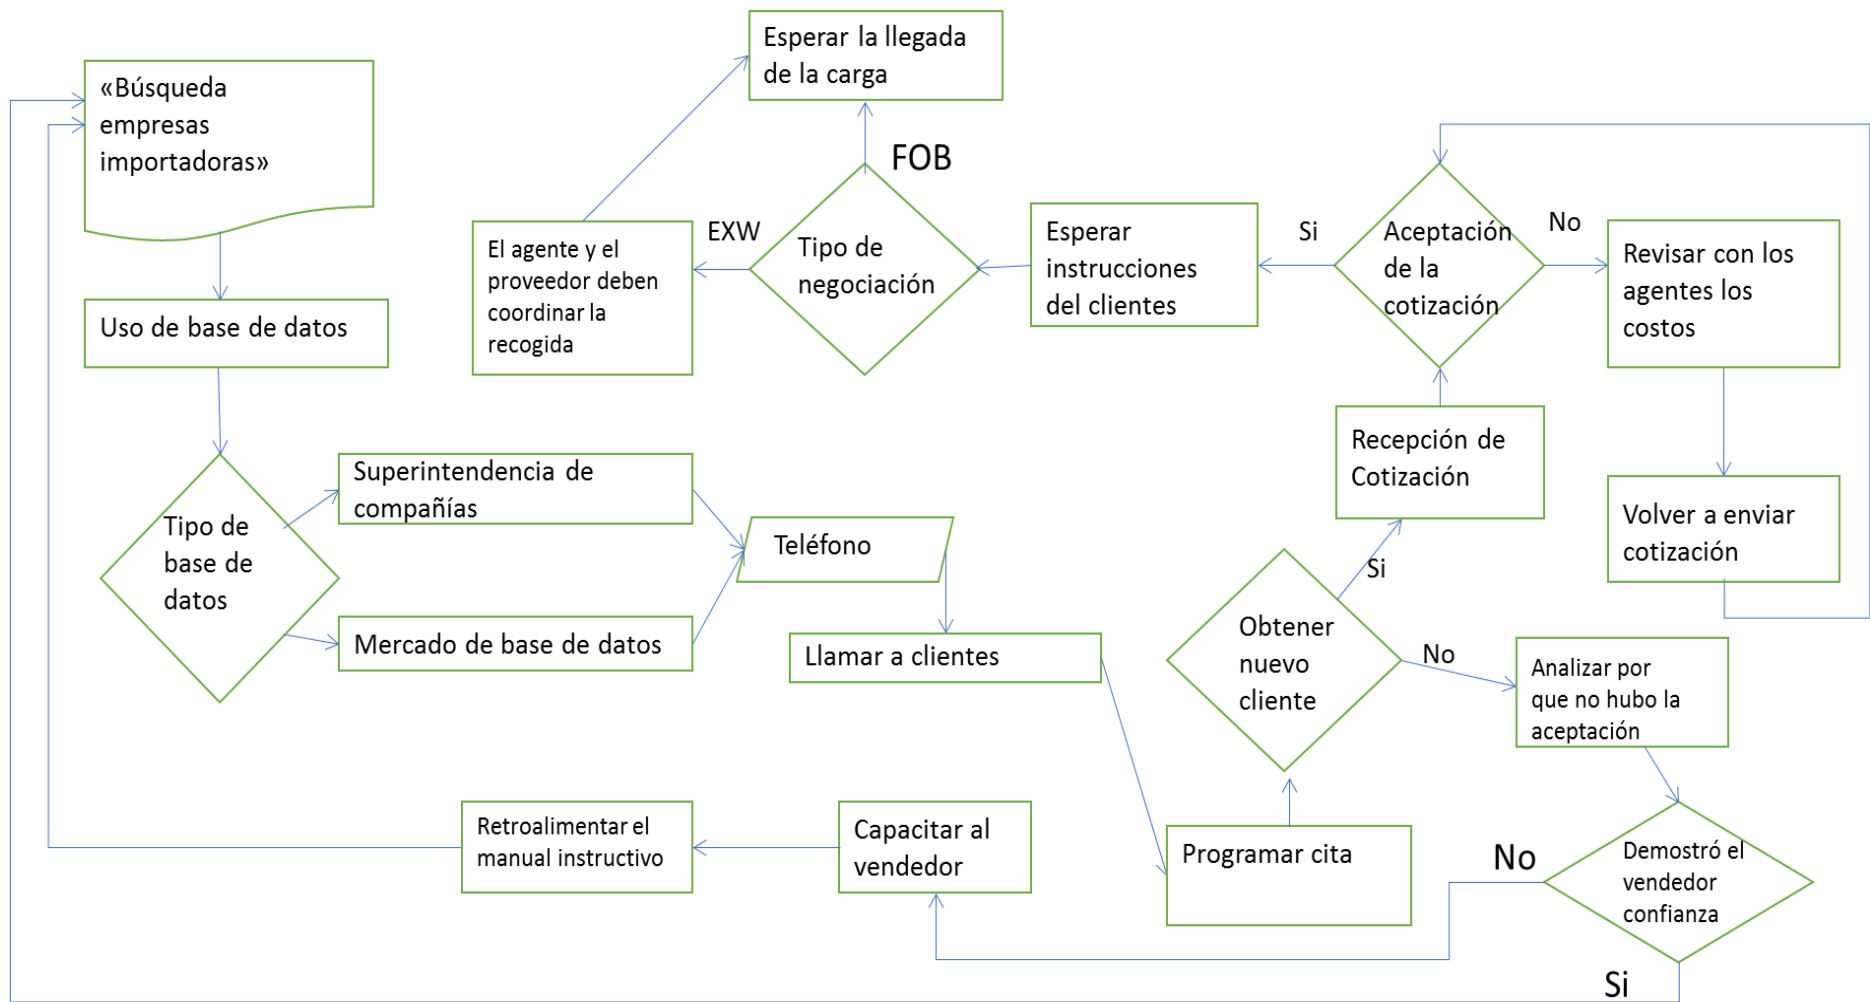 «Búsqueda
empresas
importadoras»
Uso de base de datos
Tipo de
base de
datos
Superintendencia de
compañías
Mercado de base de datos
Teléfono
Llamar a clientes
Programar cita
Obtener
nuevo
cliente
Si
No
Recepción de
Cotización
Aceptación
de la
cotización
Si
No
Revisar con los
agentes los
costos
Volver a enviar
cotización
Esperar
instrucciones
del clientes
Tipo de
negociación
FOB
EXW
El agente y el
proveedor deben
coordinar la
recogida
Esperar la llegada
de la carga
Analizar por
que no hubo la
aceptación
Demostró el
vendedor
confianza
No
Si
Capacitar al
vendedor
Retroalimentar el
manual instructivo